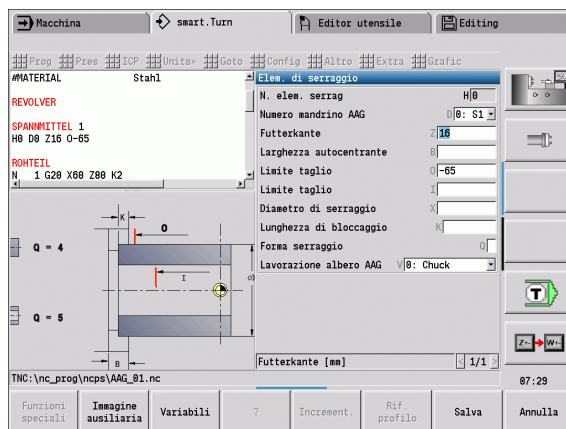 Macchina
smart.Turn
Editor utensile
Editing
Prog Pres ICP Units» Goto Config Altro Extra Grafic
#MATERIAL Stahl
REVOLVER
SPANNMITTEL 1
H0 D0 Z16 O-65
ROHTEIL
N 1 G20 X60 Z80 K2
Elem. di serraggio
N. elem. serrag H 0
Numero mandrino AAG D 0: S1
Futterkante Z 16
Larghezza autocentrante B
Limite taglio O -65
Limite taglio I
Diametro di serraggio X
Lunghezza di bloccaggio K
Forma serraggio Q
Lavorazione albero AAG V 0: Chuck
K
O
Q = 4
I
Q = 5
B
Futterkante [mm]
< 1/1 >
T
Z+- W+-
TNC:\nc_prog\ncps\AAG_01.nc
07:29
Funzioni speciali
Immagine ausiliaria
Variabili
?
Increment.
Rif. profilo
Salva
Annulla